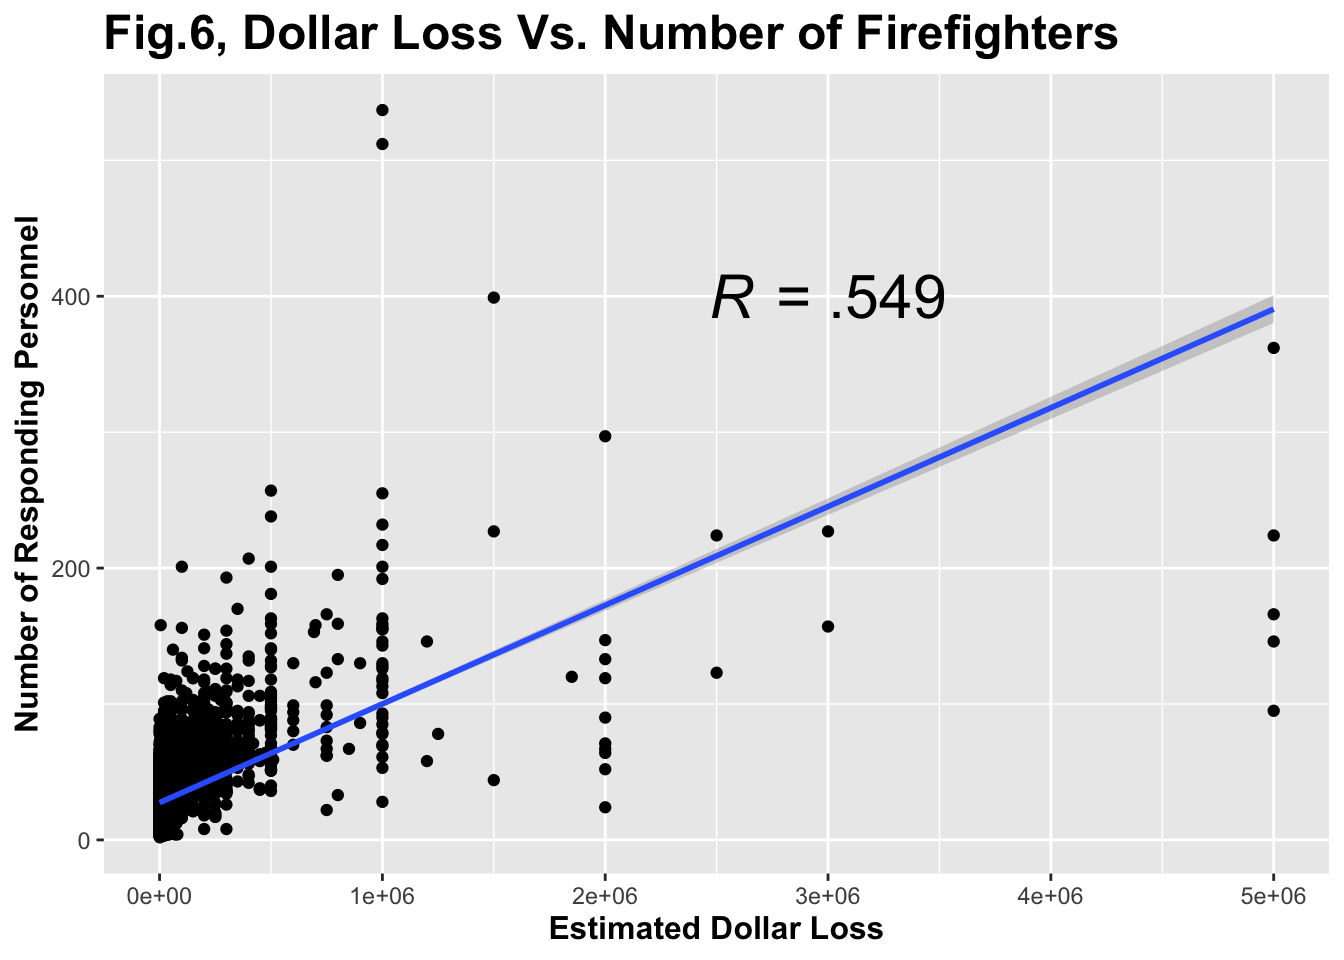 Fig.6, Dollar Loss Vs. Number of Firefighters
Number of Responding Personnel
400
200
0
R = .549
0e+00 1e+06 2e+06 3e+06 4e+06 5e+06
Estimated Dollar Loss